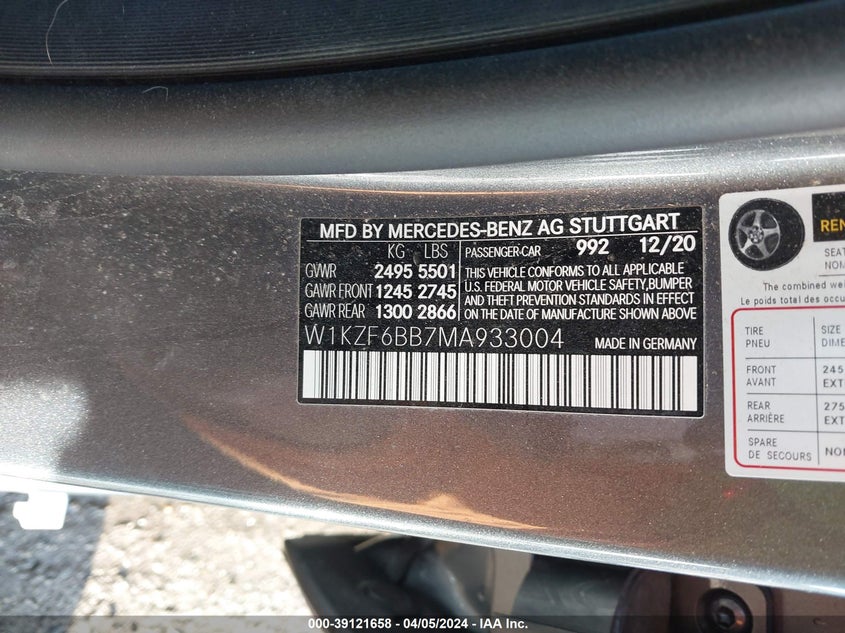 MFD BY MERCEDES-BENZ AG STUTTGART
KG LBS
PASSENGER-CAR 992 12/20
GVWR 2495 5501
GAWR FRONT 1245 2745
GAWR REAR 1300 2866
THIS VEHICLE CONFORMS TO ALL APPLICABLE
U.S. FEDERAL MOTOR VEHICLE SAFETY,BUMPER
AND THEFT PREVENTION STANDARDS IN EFFECT
ON THE DATE OF MANUFACTURE SHOWN ABOVE
W1KZF6BB7MA933004
MADE IN GERMANY
The combined
Le poids total des
TIRE SIZE
PNEU
FRONT 245
AVANT
REAR 275
ARRIÈRE
SPARE
DE SECOURS
000-39121658 - 04/05/2024 - IAA Inc.